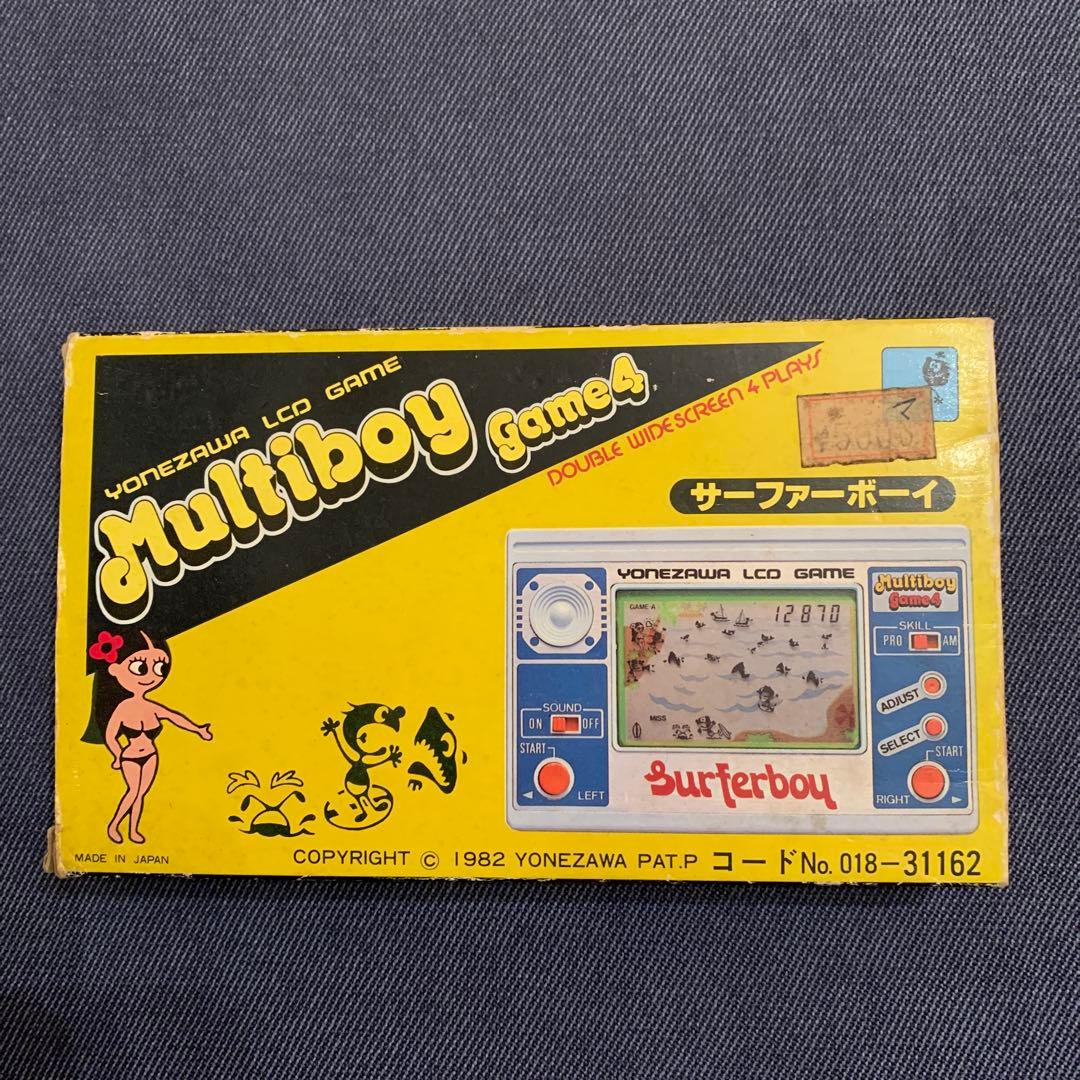 YONEZAWA LCD GAME
Multiboy Game4
DOUBLE WIDESCREEN 4 PLAYS
マ
サーファーボーイ
YONEZAWA LCD GAME
Multiboy
Game4
GAME A
12870
SKILL
PRO AM
ADJUST
SELECT
SOUND
ON OFF
MISS
START
START
LEFT
Surferboy
RIGHT
MADE IN JAPAN
COPYRIGHT © 1982 YONEZAWA PAT.P コードNo. 018-31162